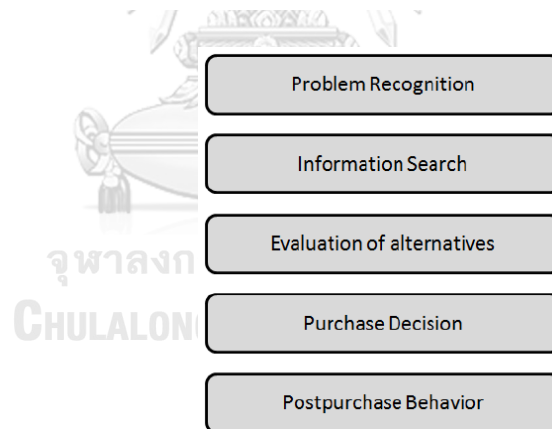 Problem Recognition
Information Search
Evaluation of alternatives
จุฬาลงก
CHULALON
Purchase Decision
Postpurchase Behavior